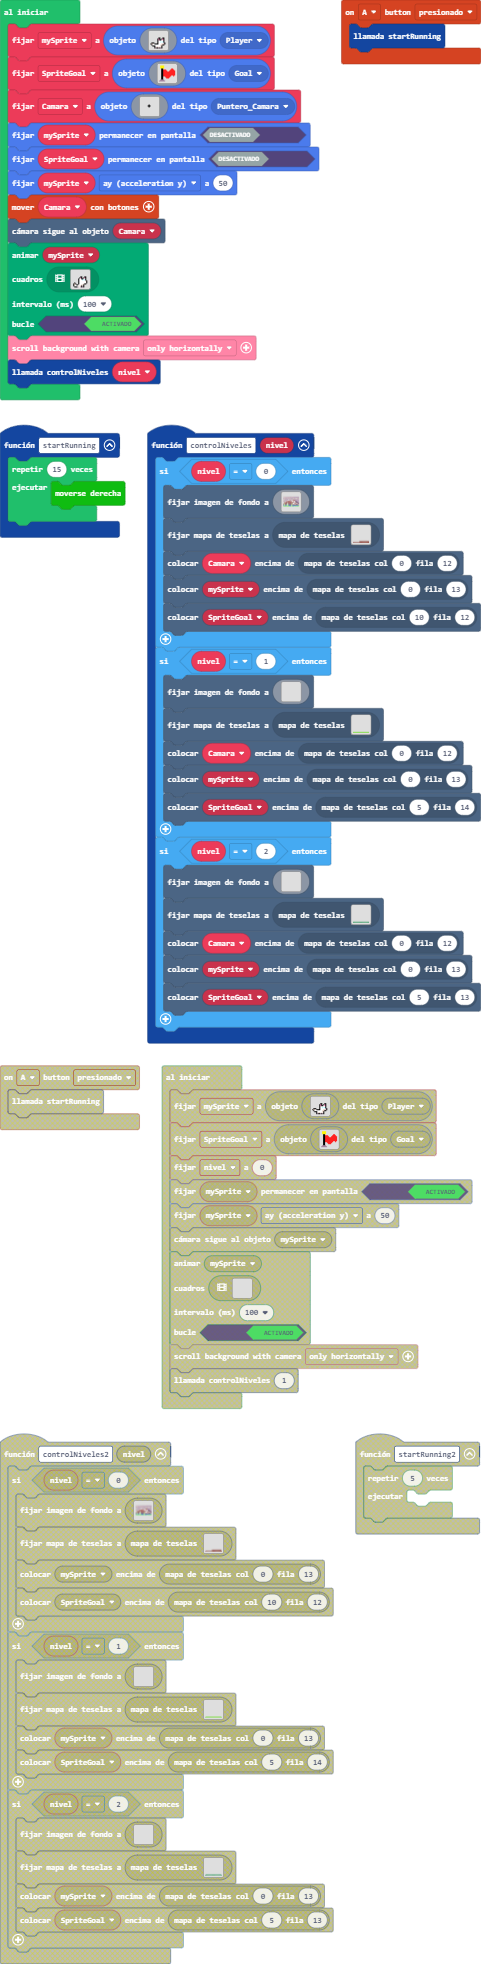 al iniciar
fijar mySprite a objeto del tipo Player
fijar SpriteGoal a objeto del tipo Goal
fijar Camara a objeto del tipo Puntero_Camara
fijar mySprite permanecer en pantalla DESACTIVADO
fijar SpriteGoal permanecer en pantalla DESACTIVADO
fijar mySprite ay (acceleration y) a 50
mover Camara con botones
cámara sigue al objeto Camara
animar mySprite
cuadros
intervalo (ms) 100
bucle ACTIVADO
scroll background with camera only horizontally
llamada controlNiveles nivel
on A button presionado
llamada startRunning
función startRunning
repetir 15 veces
ejecutar moverse derecha
función controlNiveles nivel
si nivel = 0 entonces
fijar imagen de fondo a
fijar mapa de teselas a mapa de teselas
colocar Camara encima de mapa de teselas col 0 fila 12
colocar mySprite encima de mapa de teselas col 0 fila 13
colocar SpriteGoal encima de mapa de teselas col 10 fila 12
si nivel = 1 entonces
fijar imagen de fondo a
fijar mapa de teselas a mapa de teselas
colocar Camara encima de mapa de teselas col 0 fila 12
colocar mySprite encima de mapa de teselas col 0 fila 13
colocar SpriteGoal encima de mapa de teselas col 5 fila 14
si nivel = 2 entonces
fijar imagen de fondo a
fijar mapa de teselas a mapa de teselas
colocar Camara encima de mapa de teselas col 0 fila 12
colocar mySprite encima de mapa de teselas col 0 fila 13
colocar SpriteGoal encima de mapa de teselas col 5 fila 13
on A button presionado
llamada startRunning
al iniciar
fijar mySprite a objeto del tipo Player
fijar SpriteGoal a objeto del tipo Goal
fijar nivel a 0
fijar mySprite permanecer en pantalla ACTIVADO
fijar mySprite ay (acceleration y) a 50
cámara sigue al objeto mySprite
animar mySprite
cuadros
intervalo (ms) 100
bucle ACTIVADO
scroll background with camera only horizontally
llamada controlNiveles 1
función controlNiveles2 nivel
si nivel = 0 entonces
fijar imagen de fondo a
fijar mapa de teselas a mapa de teselas
colocar mySprite encima de mapa de teselas col 0 fila 13
colocar SpriteGoal encima de mapa de teselas col 10 fila 12
si nivel = 1 entonces
fijar imagen de fondo a
fijar mapa de teselas a mapa de teselas
colocar mySprite encima de mapa de teselas col 0 fila 13
colocar SpriteGoal encima de mapa de teselas col 5 fila 14
si nivel = 2 entonces
fijar imagen de fondo a
fijar mapa de teselas a mapa de teselas
colocar mySprite encima de mapa de teselas col 0 fila 13
colocar SpriteGoal encima de mapa de teselas col 5 fila 13
función startRunning2
repetir 5 veces
ejecutar